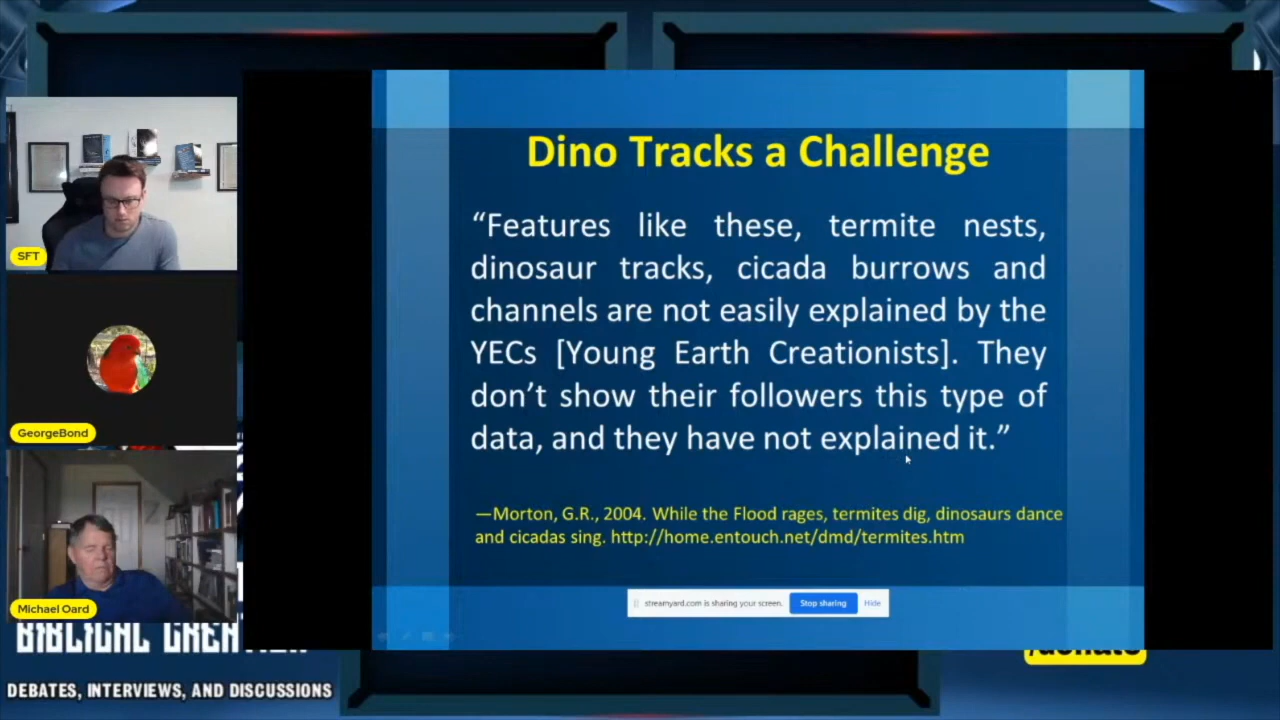 Dino Tracks a Challenge
“Features like these, termite nests,
dinosaur tracks, cicada burrows and
channels are not easily explained by the
YECs [Young Earth Creationists]. They
don’t show their followers this type of
data, and they have not explained it.”
—Morton, G.R., 2004. While the Flood rages, termites dig, dinosaurs dance
and cicadas sing. http://home.entouch.net/dmd/termites.htm
streamyard.com is sharing your screen. Stop sharing Hide
SFT
GeorgeBond
Michael Oard
BIBLICAL
DEBATES, INTERVIEWS, AND DISCUSSIONS